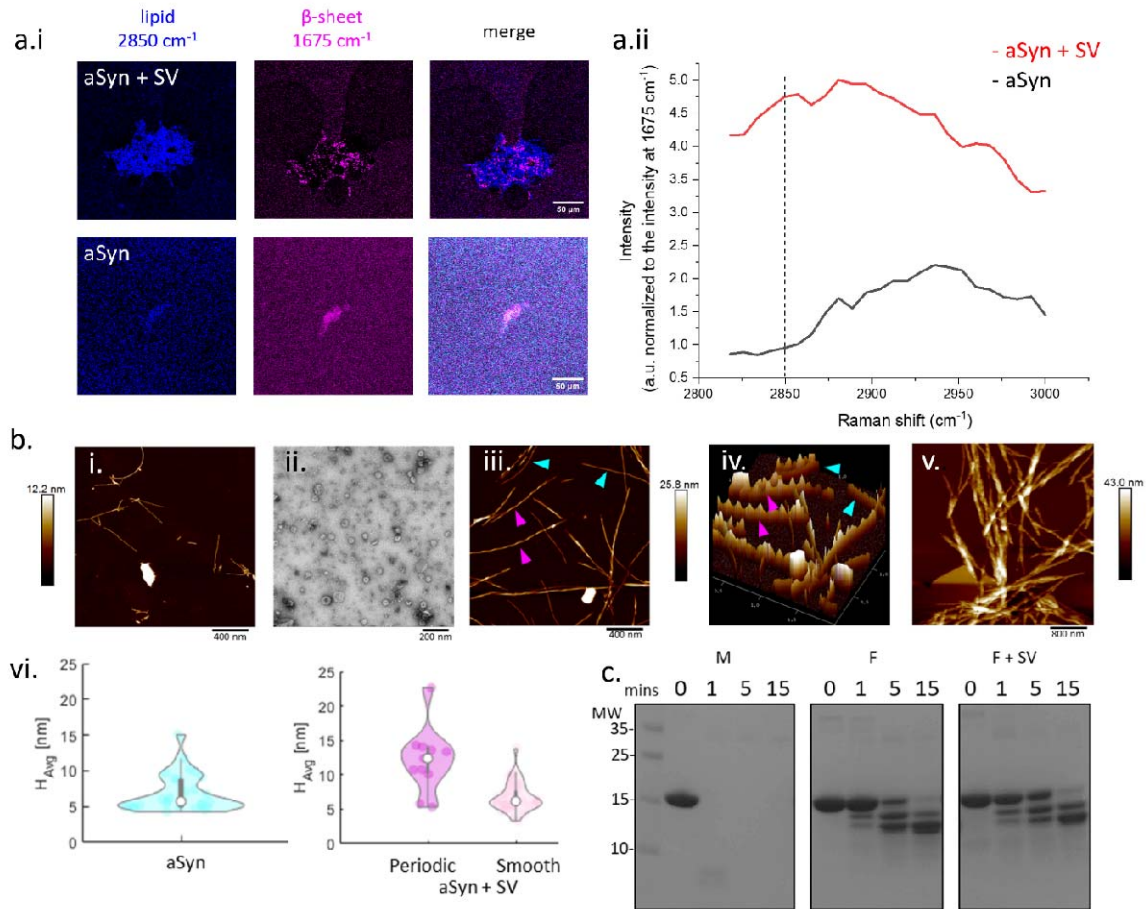 a.i
lipid
2850 cm⁻¹
β-sheet
1675 cm⁻¹
merge
aSyn + SV
50 µm
aSyn
50 µm
a.ii
- aSyn + SV
- aSyn
Intensity
(a.u. normalized to the intensity at 1675 cm⁻¹)
5.0
4.5
4.0
3.5
3.0
2.5
2.0
1.5
1.0
0.5
2800 2850 2900 2950 3000
Raman shift (cm⁻¹)
b.
12.2 nm
i.
400 nm
ii.
200 nm
iii.
400 nm
25.8 nm
iv.
v.
800 nm
43.0 nm
vi.
H_Avg [nm]
25
20
15
10
5
0
aSyn
H_Avg [nm]
25
20
15
10
5
0
Periodic Smooth
aSyn + SV
c.
M F F + SV
mins 0 1 5 15 0 1 5 15 0 1 5 15
MW
35-
25-
15-
10-